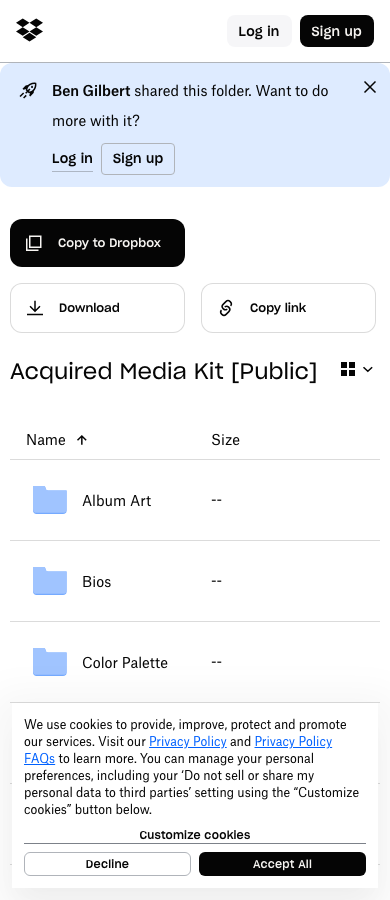 Log in
Sign up
Ben Gilbert shared this folder. Want to do
more with it?
Log in
Sign up
Copy to Dropbox
Download
Copy link
Acquired Media Kit [Public]
Name
Size
Album Art
--
Bios
--
Color Palette
--
We use cookies to provide, improve, protect and promote
our services. Visit our Privacy Policy and Privacy Policy
FAQs to learn more. You can manage your personal
preferences, including your ‘Do not sell or share my
personal data to third parties’ setting using the “Customize
cookies” button below.
Customize cookies
Decline
Accept All